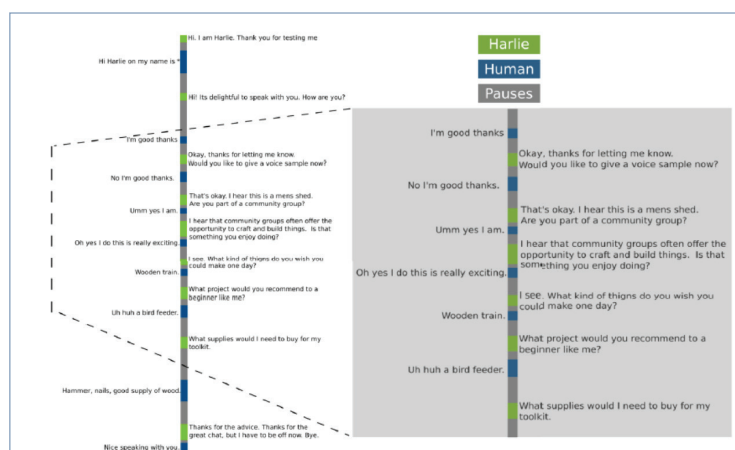 Hi. I am Harlie. Thank you for testing me
Hi Harlie on my name is *
Hi! Its delightful to speak with you. How are you?
I'm good thanks
Okay, thanks for letting me know.
Would you like to give a voice sample now?
No I'm good thanks.
That's okay. I hear this is a mens shed.
Are you part of a community group?
Umm yes I am.
I hear that community groups often offer the
opportunity to craft and build things.  Is that
something you enjoy doing?
Oh yes I do this is really exciting.
I see. What kind of thigns do you wish you
could make one day?
Wooden train.
What project would you recommend to a
beginner like me?
Uh huh a bird feeder.
What supplies would I need to buy for my
toolkit.
Hammer, nails, good supply of wood.
Thanks for the advice. Thanks for the
great chat, but I have to be off now. Bye.
Nice speaking with you.
Harlie
Human
Pauses
I'm good thanks
Okay, thanks for letting me know.
Would you like to give a voice sample now?
No I'm good thanks.
That's okay. I hear this is a mens shed.
Are you part of a community group?
Umm yes I am.
I hear that community groups often offer the
opportunity to craft and build things.  Is that
something you enjoy doing?
Oh yes I do this is really exciting.
I see. What kind of thigns do you wish you
could make one day?
Wooden train.
What project would you recommend to a
beginner like me?
Uh huh a bird feeder.
What supplies would I need to buy for my
toolkit.